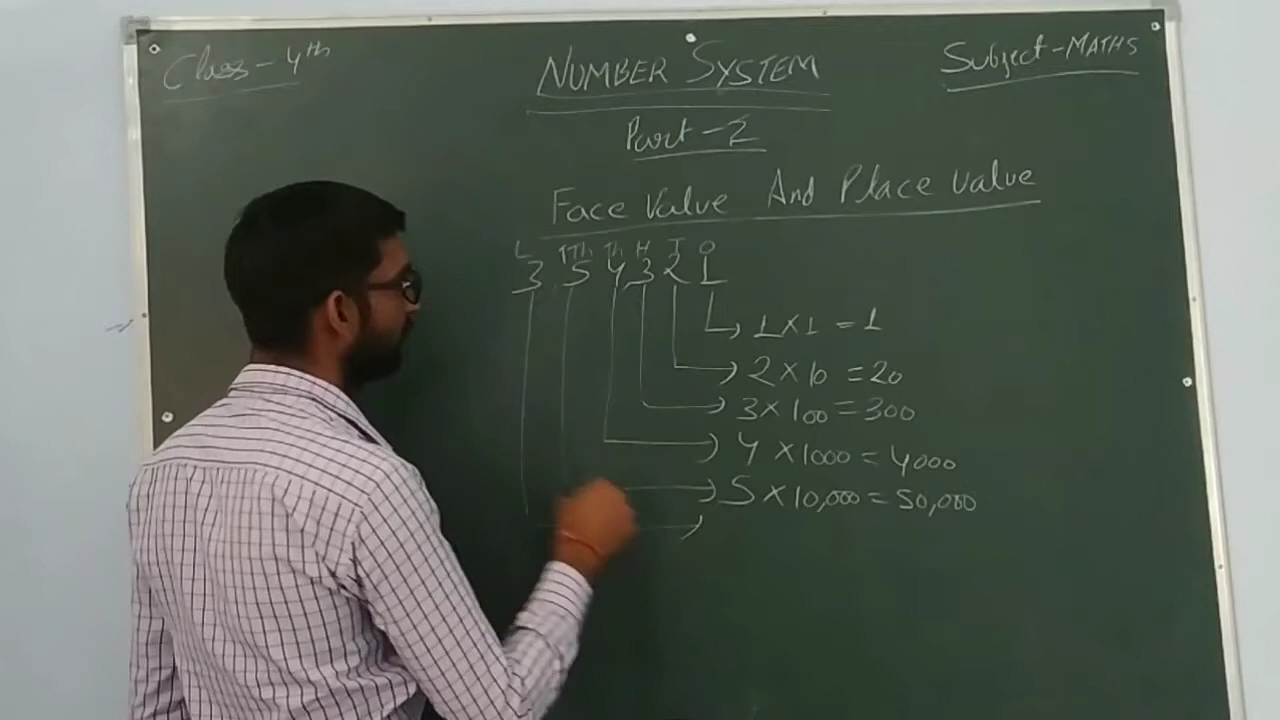 Class - 4th
NUMBER SYSTEM
Subject - MATHS
Part - 2
Face Value And Place Value
L TTh Th H T O
3 5 4 3 2 1
1 × 1 = 1
2 × 10 = 20
3 × 100 = 300
4 × 1000 = 4000
5 × 10,000 = 50,000